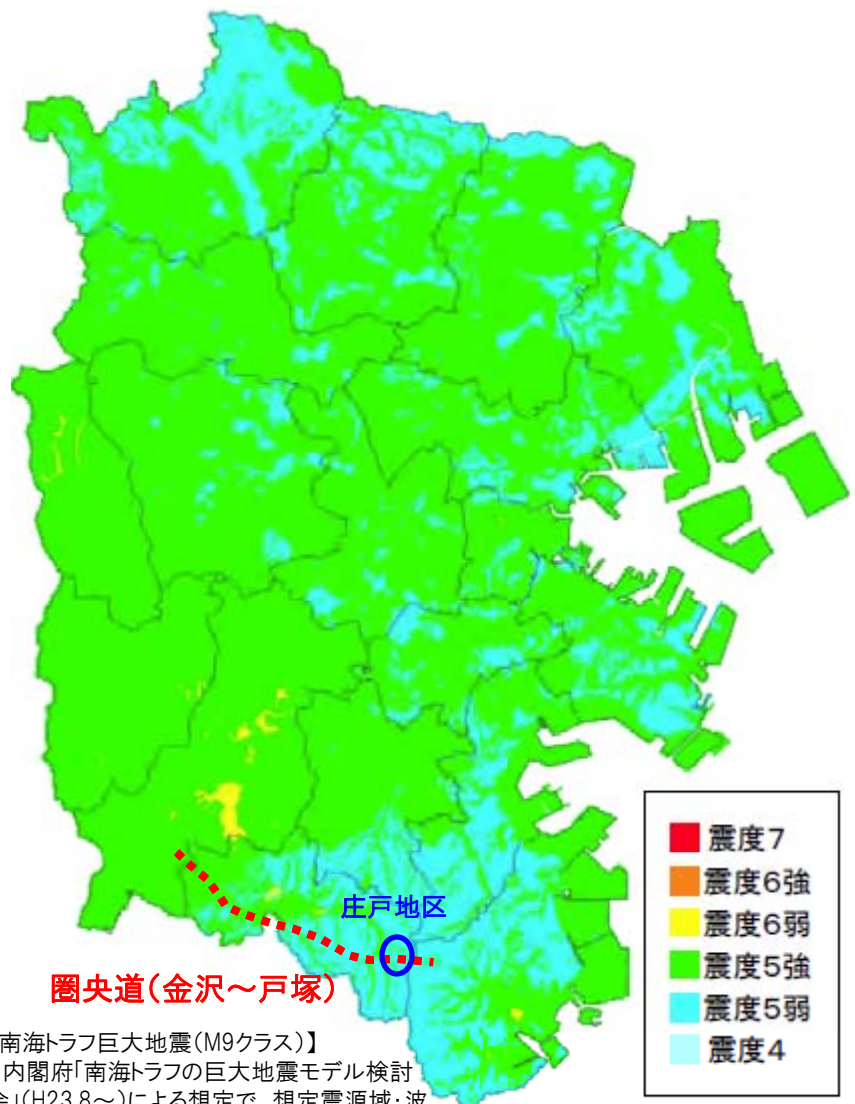 庄戸地区
圏央道(金沢～戸塚)
震度7
震度6強
震度6弱
震度5強
震度5弱
震度4
南海トラフ巨大地震(M9クラス)】
内閣府「南海トラフの巨大地震モデル検討
会」(H23.8～)による想定で、想定震源域・波